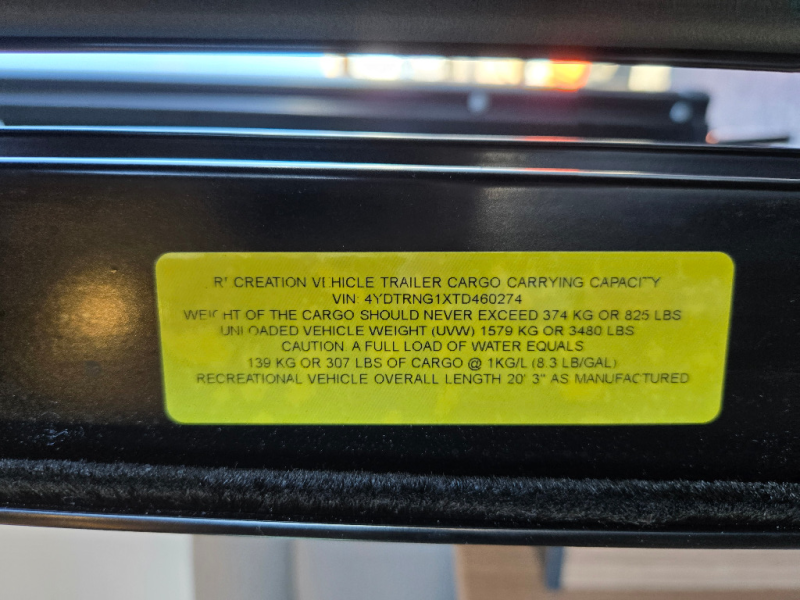 RECREATION VEHICLE TRAILER CARGO CARRYING CAPACITY
VIN: 4YDTRNG1XTD460274
WEIGHT OF THE CARGO SHOULD NEVER EXCEED 374 KG OR 825 LBS
UNLOADED VEHICLE WEIGHT (UVW) 1579 KG OR 3480 LBS
CAUTION: A FULL LOAD OF WATER EQUALS
139 KG OR 307 LBS OF CARGO @ 1KG/L (8.3 LB/GAL)
RECREATIONAL VEHICLE OVERALL LENGTH 20' 3" AS MANUFACTURED